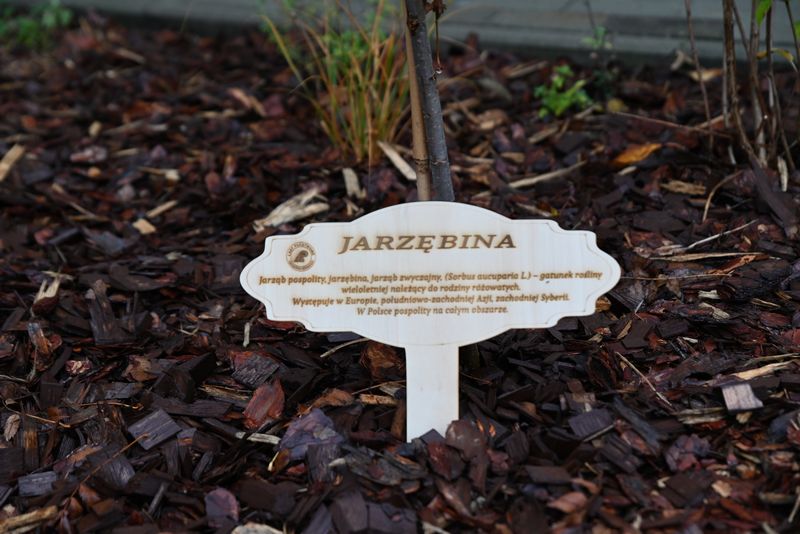 JARZĘBINA
Jarząb pospolity, jarzębina, jarząb zwyczajny, (Sorbus aucuparia L.) – gatunek rośliny
wieloletniej należący do rodziny różowatych.
Występuje w Europie, południowo-zachodniej Azji, zachodniej Syberii.
W Polsce pospolity na całym obszarze.